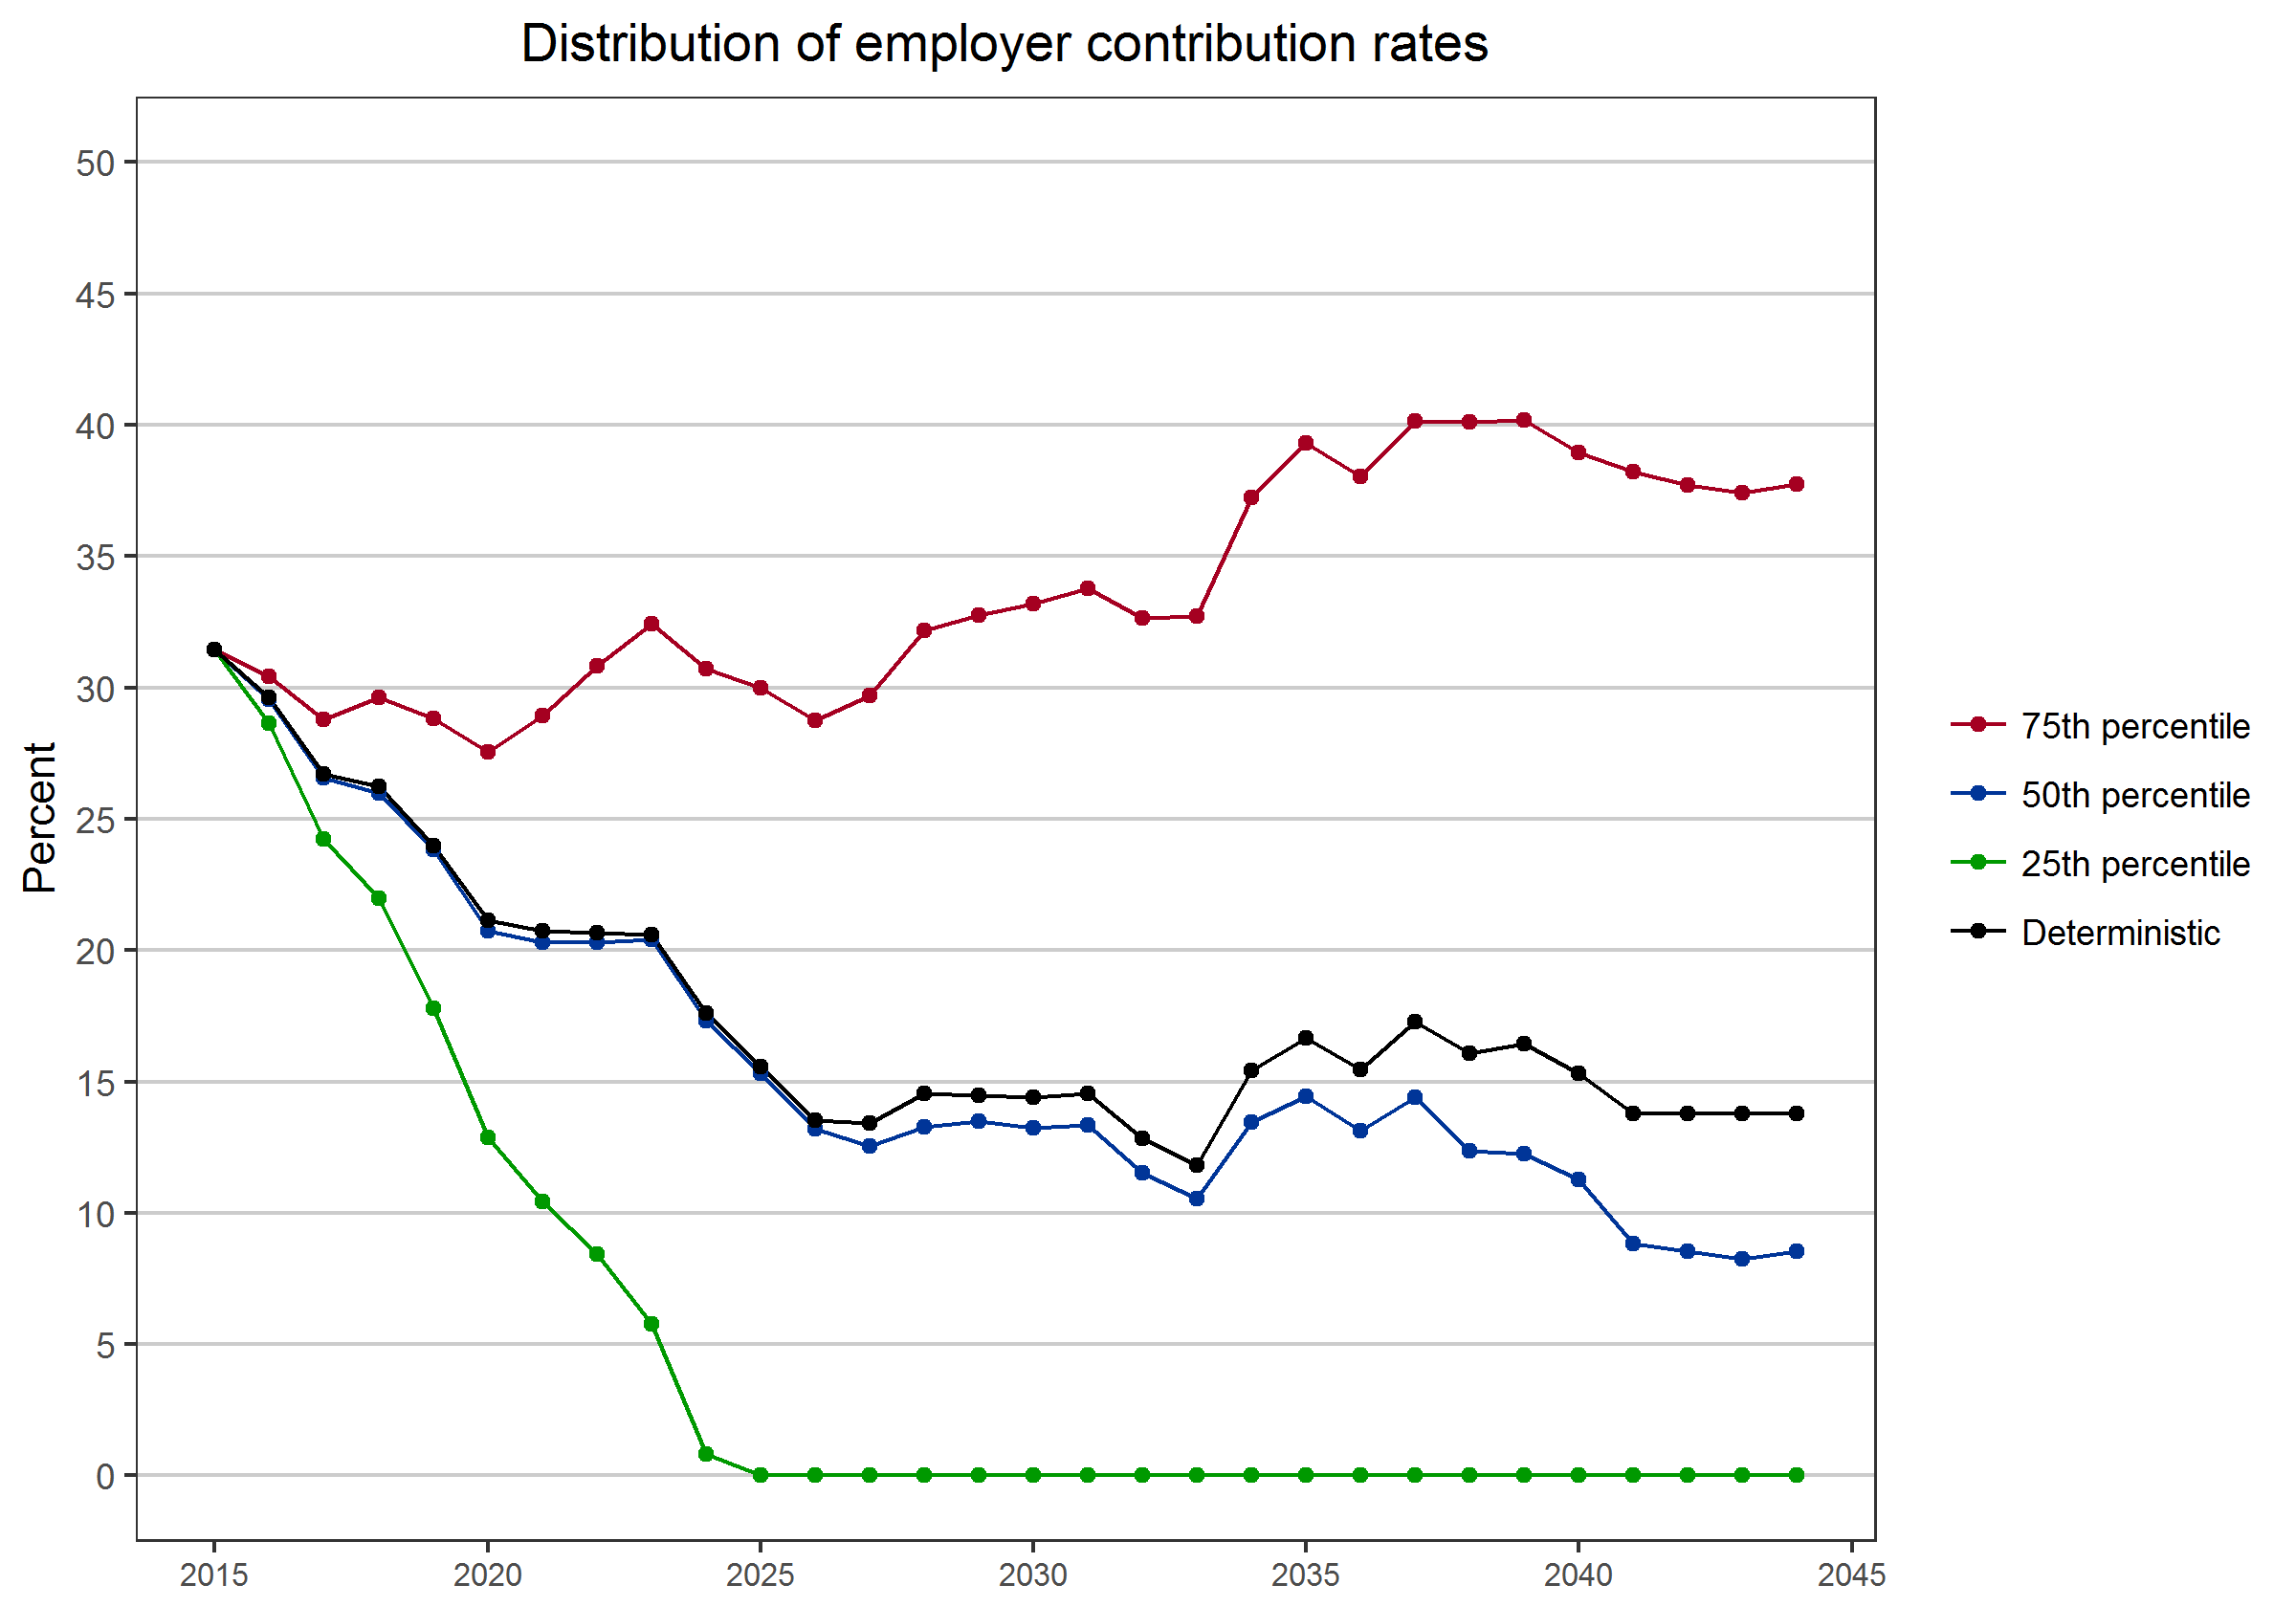 Distribution of employer contribution rates
Percent
50
45
40
35
30
25
20
15
10
5
0
2015 2020 2025 2030 2035 2040 2045
75th percentile
50th percentile
25th percentile
Deterministic